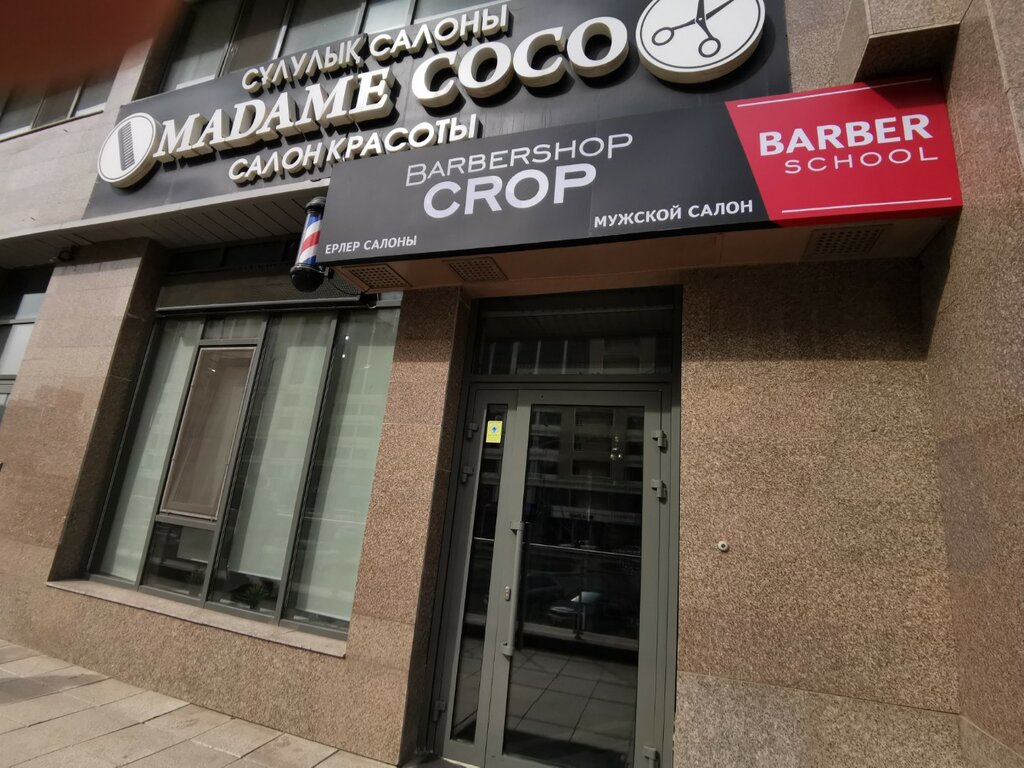 СҰЛУЛЫҚ САЛОНЫ
MADAME COCO
САЛОН КРАСОТЫ
BARBERSHOP
CROP
ЕРЛЕР САЛОНЫ
МУЖСКОЙ САЛОН
BARBER
SCHOOL